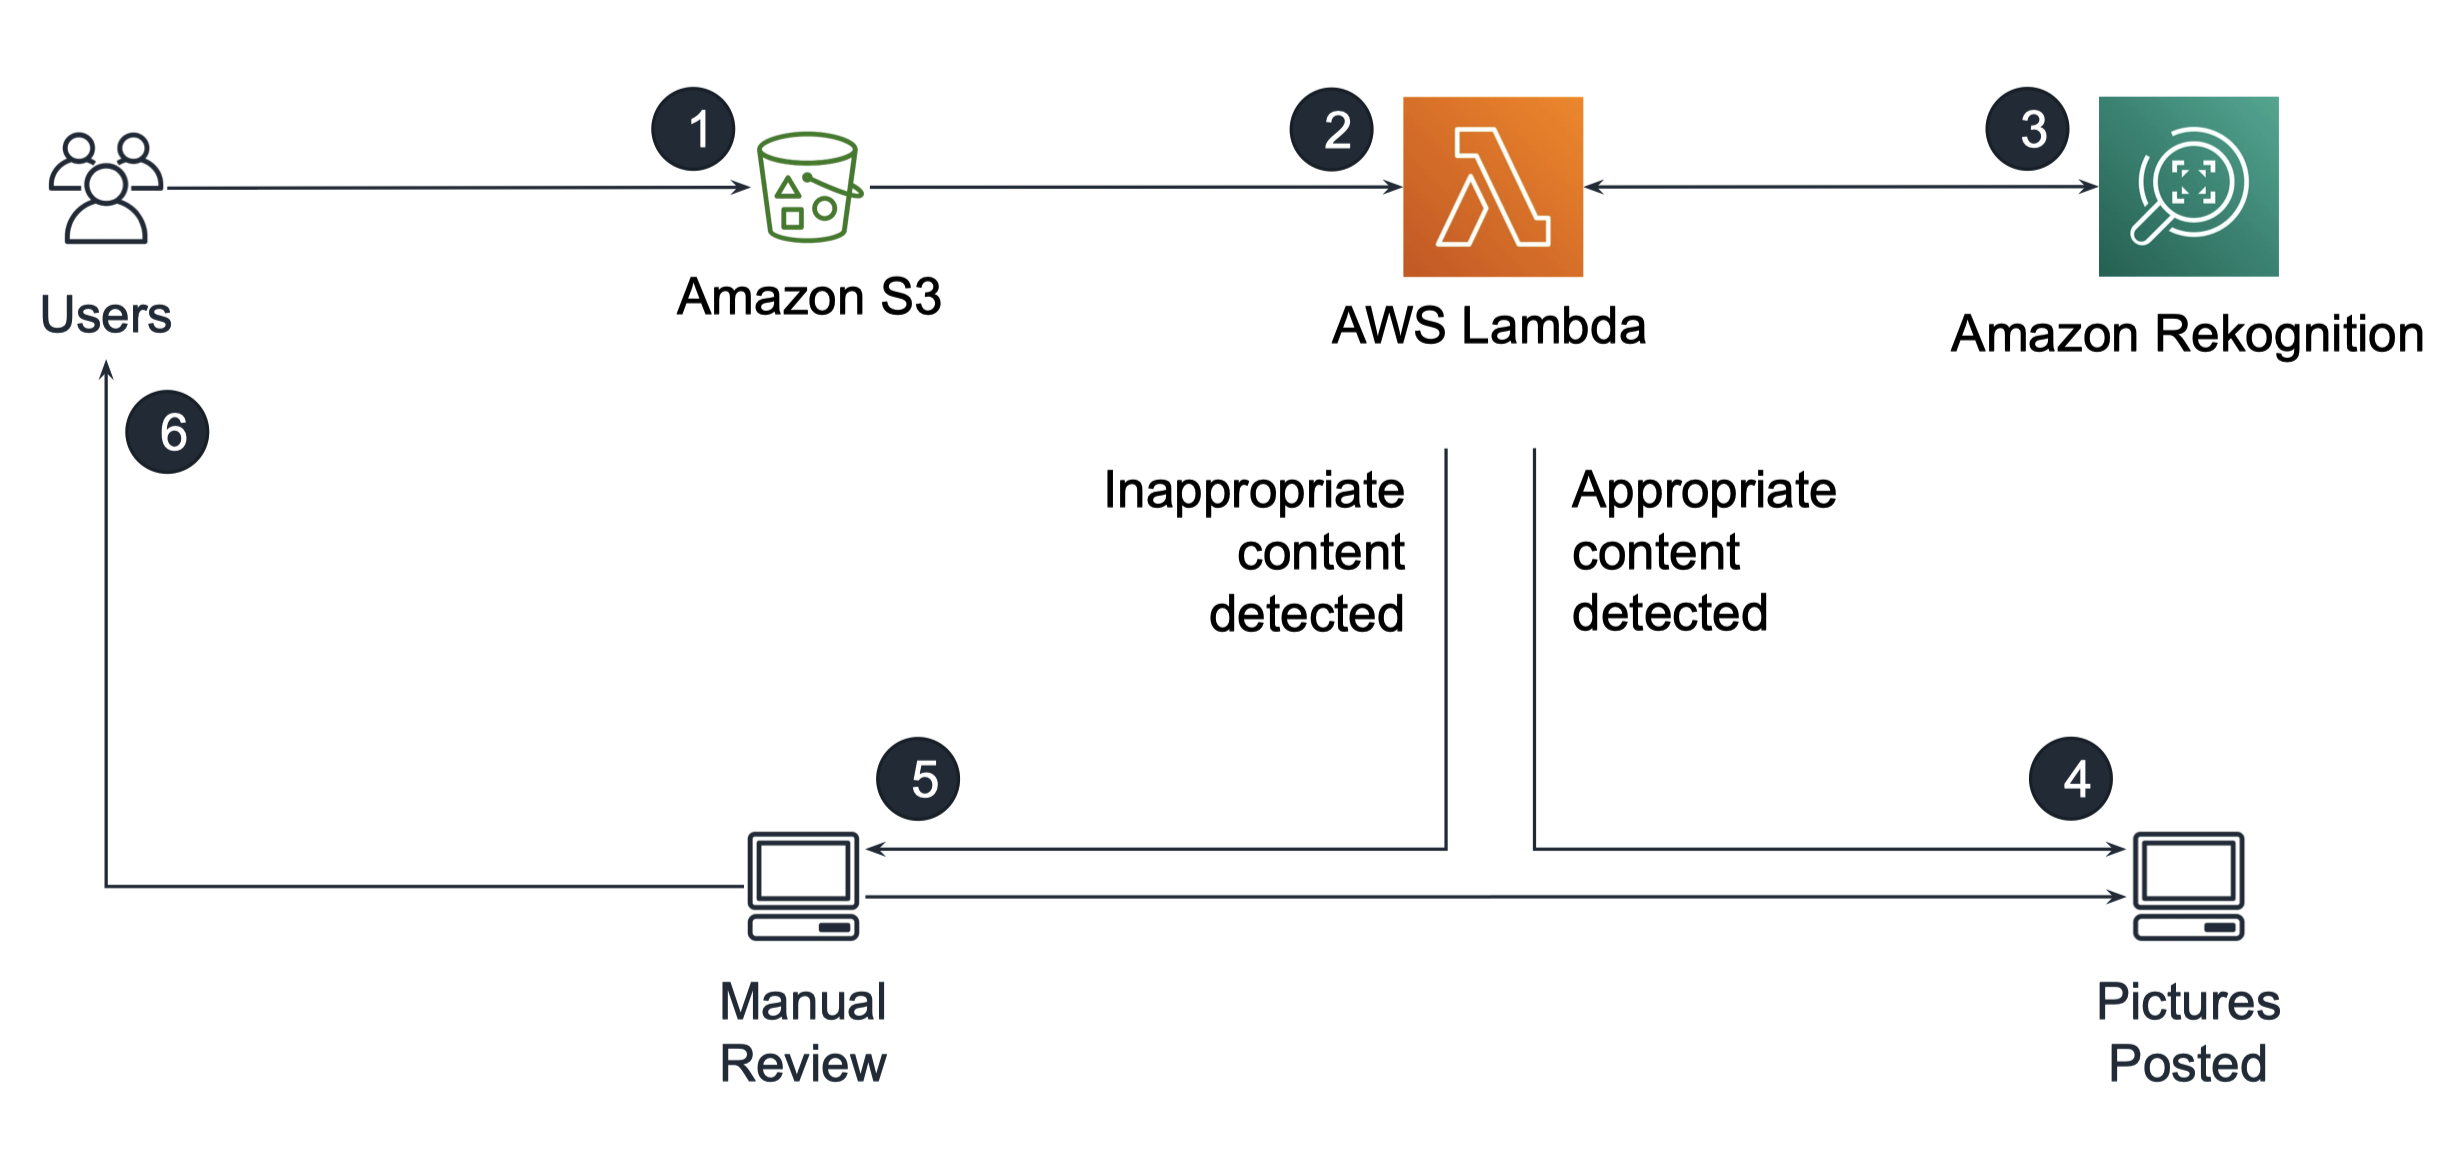 1
2
3
Users
Amazon S3
AWS Lambda
Amazon Rekognition
6
Inappropriate
content
detected
Appropriate
content
detected
5
4
Manual
Review
Pictures
Posted